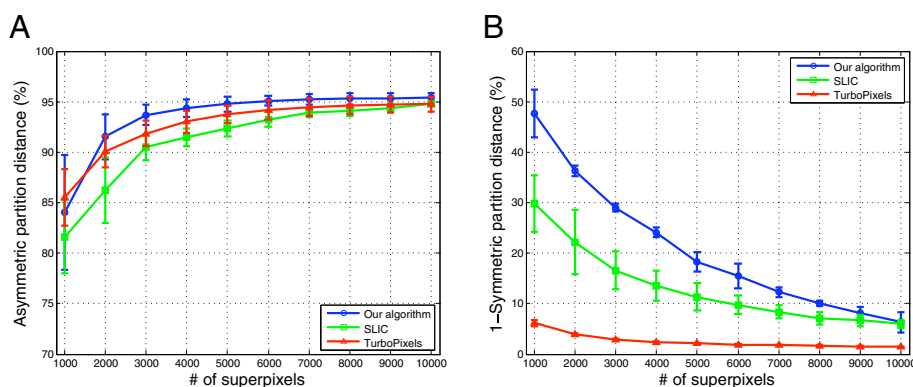 A
Asymmetric partition distance (%)
100
95
90
85
80
75
70
1000 2000 3000 4000 5000 6000 7000 8000 9000 10000
# of superpixels
Our algorithm
SLIC
TurboPixels
B
1−Symmetric partition distance (%)
60
50
40
30
20
10
0
1000 2000 3000 4000 5000 6000 7000 8000 9000 10000
# of superpixels
Our algorithm
SLIC
TurboPixels